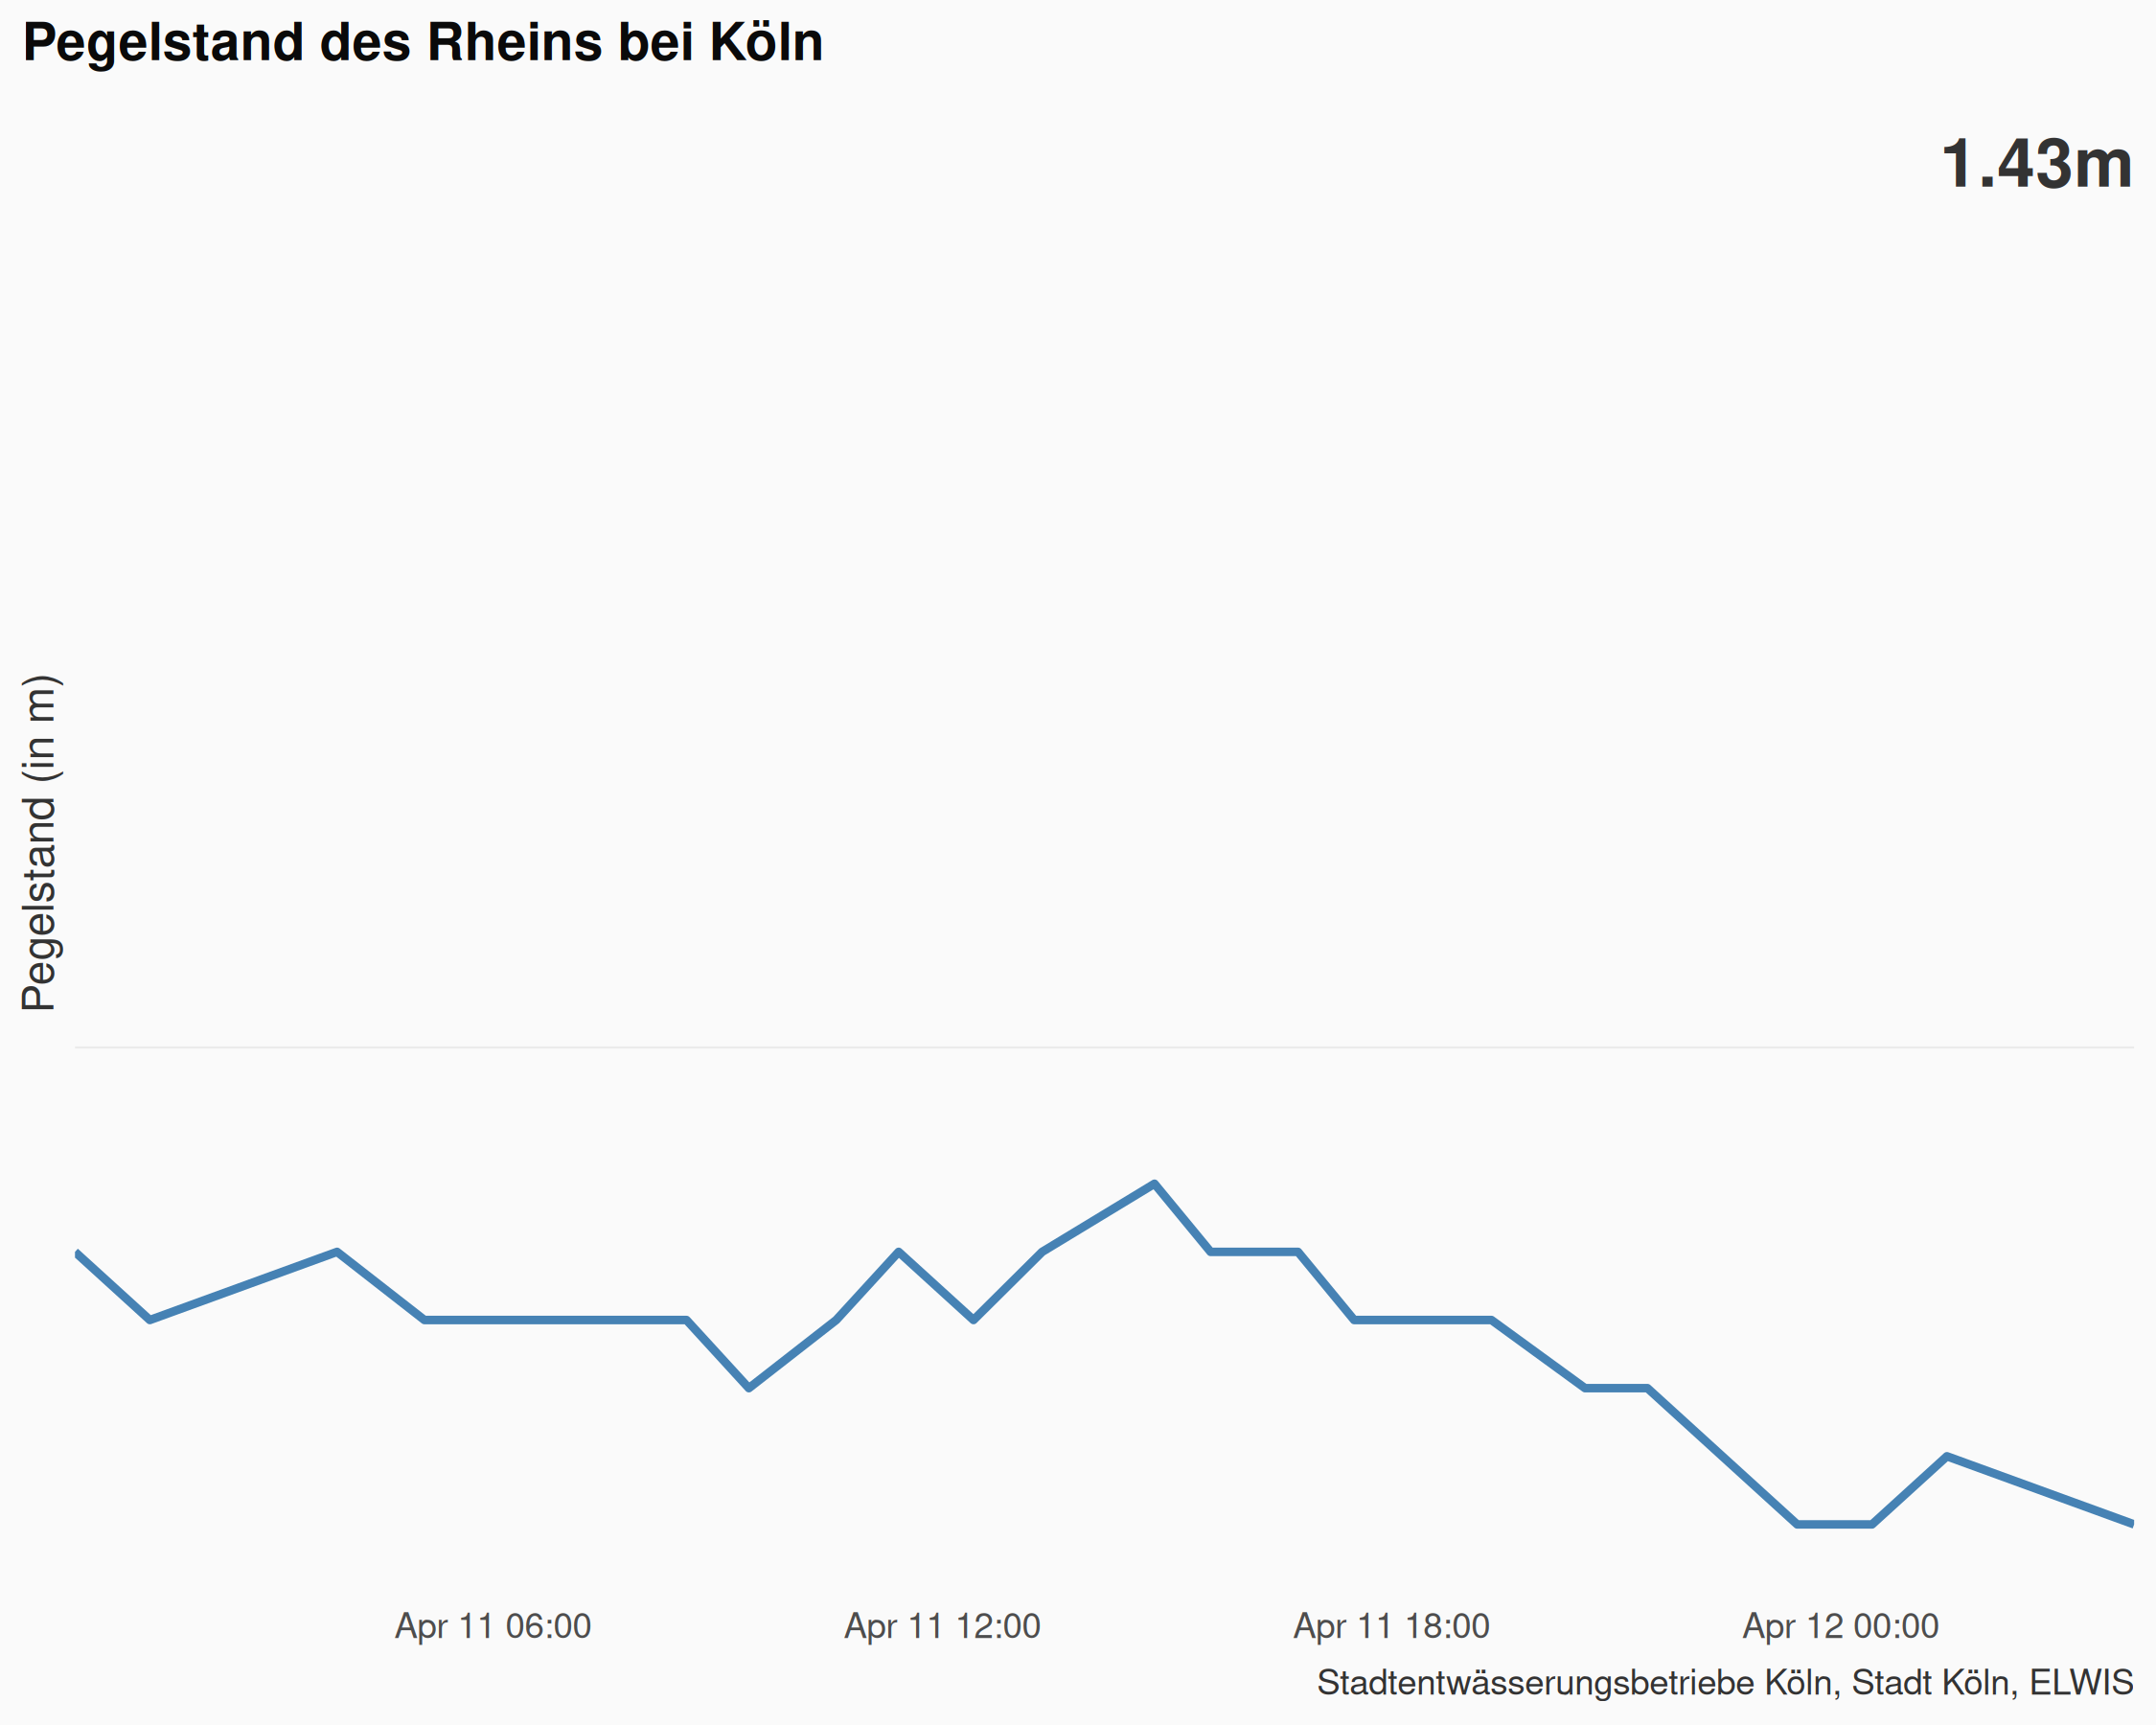 Pegelstand des Rheins bei Köln
1.43m
Pegelstand (in m)
Apr 11 06:00
Apr 11 12:00
Apr 11 18:00
Apr 12 00:00
Stadtentwässerungsbetriebe Köln, Stadt Köln, ELWIS